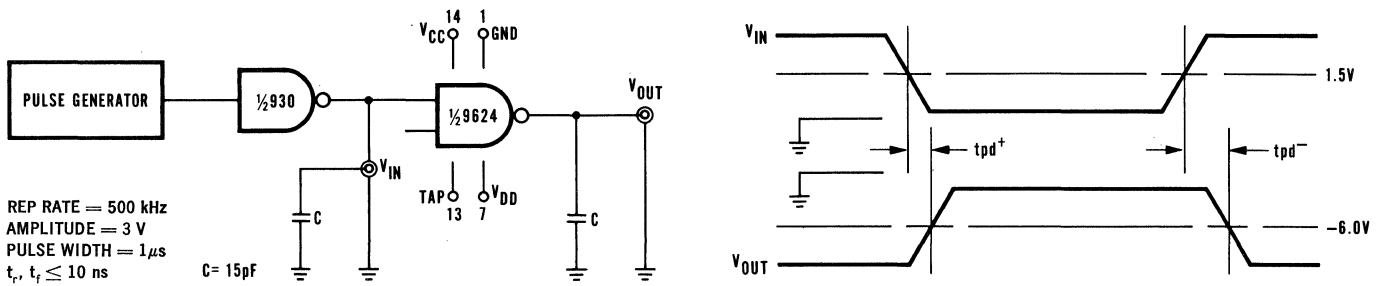 14 1
V_CC GND
PULSE GENERATOR
½930
½9624
V_OUT
V_IN
TAP V_DD
13 7
C
C
REP RATE = 500 kHz
AMPLITUDE = 3 V
PULSE WIDTH = 1μs
t_r, t_f ≤ 10 ns
C= 15pF
V_IN
1.5V
tpd+
tpd−
−6.0V
V_OUT